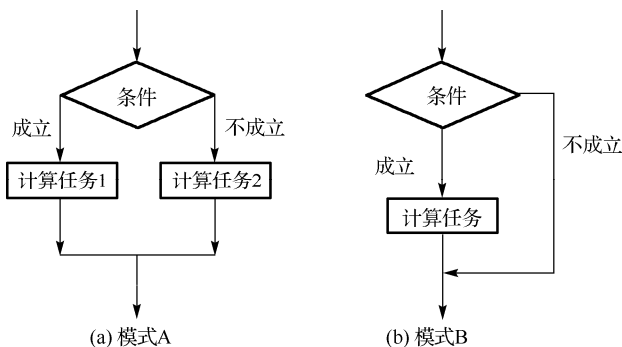 条件
成立
不成立
计算任务1
计算任务2
(a) 模式A
条件
成立
不成立
计算任务
(b) 模式B